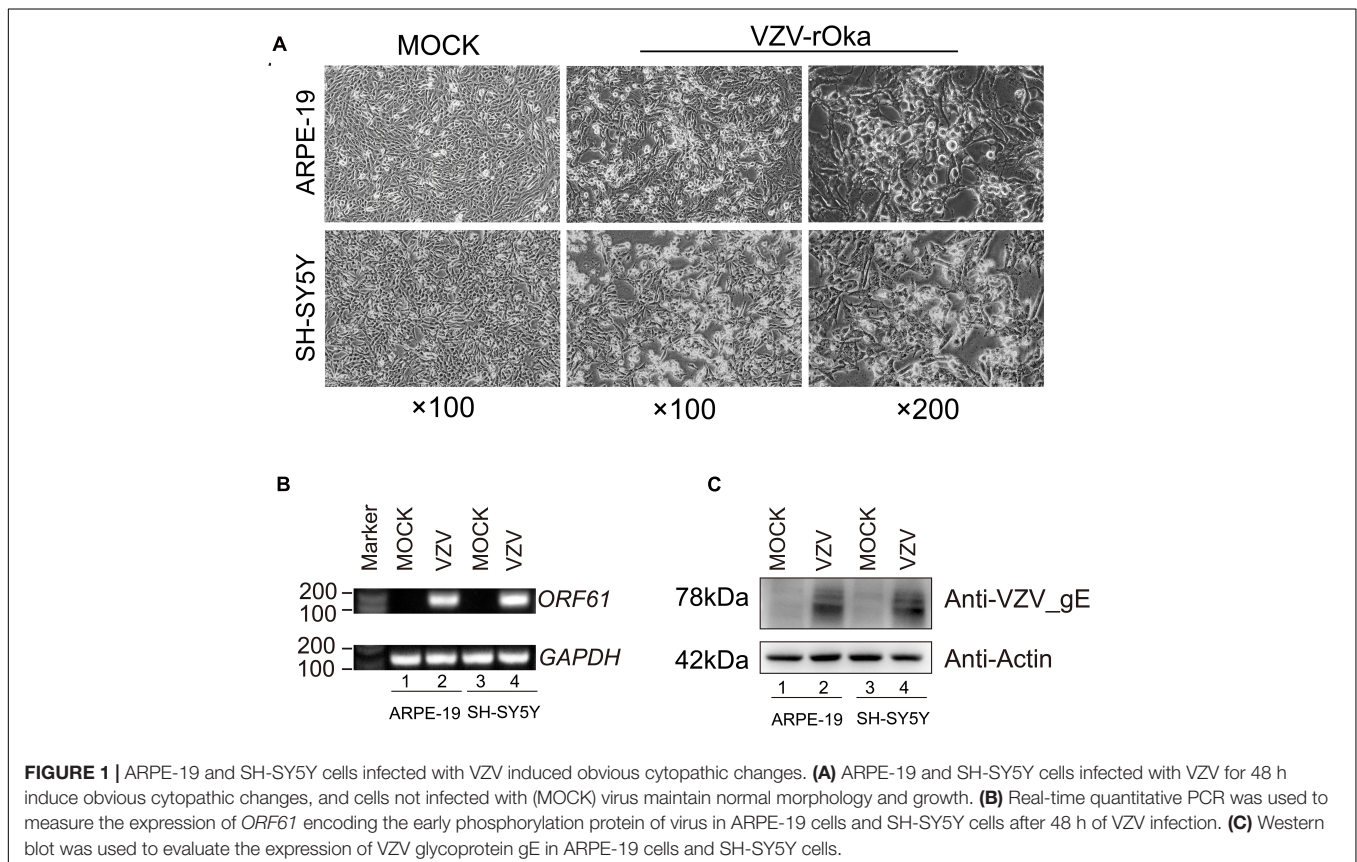 A
MOCK
VZV-rOka
ARPE-19
SH-SY5Y
×100
×100
×200
B
Marker
MOCK
VZV
MOCK
VZV
200
100
ORF61
200
100
GAPDH
1 2 3 4
ARPE-19 SH-SY5Y
C
MOCK
VZV
MOCK
VZV
78kDa
Anti-VZV_gE
42kDa
Anti-Actin
1 2 3 4
ARPE-19 SH-SY5Y
FIGURE 1 | ARPE-19 and SH-SY5Y cells infected with VZV induced obvious cytopathic changes. (A) ARPE-19 and SH-SY5Y cells infected with VZV for 48 h
induce obvious cytopathic changes, and cells not infected with (MOCK) virus maintain normal morphology and growth. (B) Real-time quantitative PCR was used to
measure the expression of ORF61 encoding the early phosphorylation protein of virus in ARPE-19 cells and SH-SY5Y cells after 48 h of VZV infection. (C) Western
blot was used to evaluate the expression of VZV glycoprotein gE in ARPE-19 cells and SH-SY5Y cells.